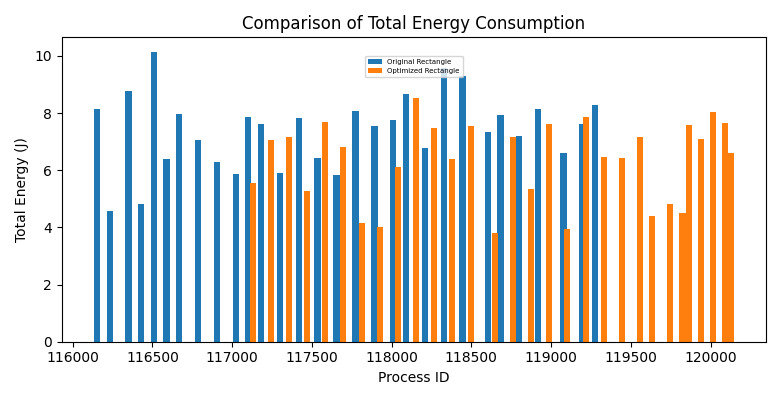 Comparison of Total Energy Consumption
Original Rectangle
Optimized Rectangle
Total Energy (J)
10
8
6
4
2
0
116000 116500 117000 117500 118000 118500 119000 119500 120000
Process ID